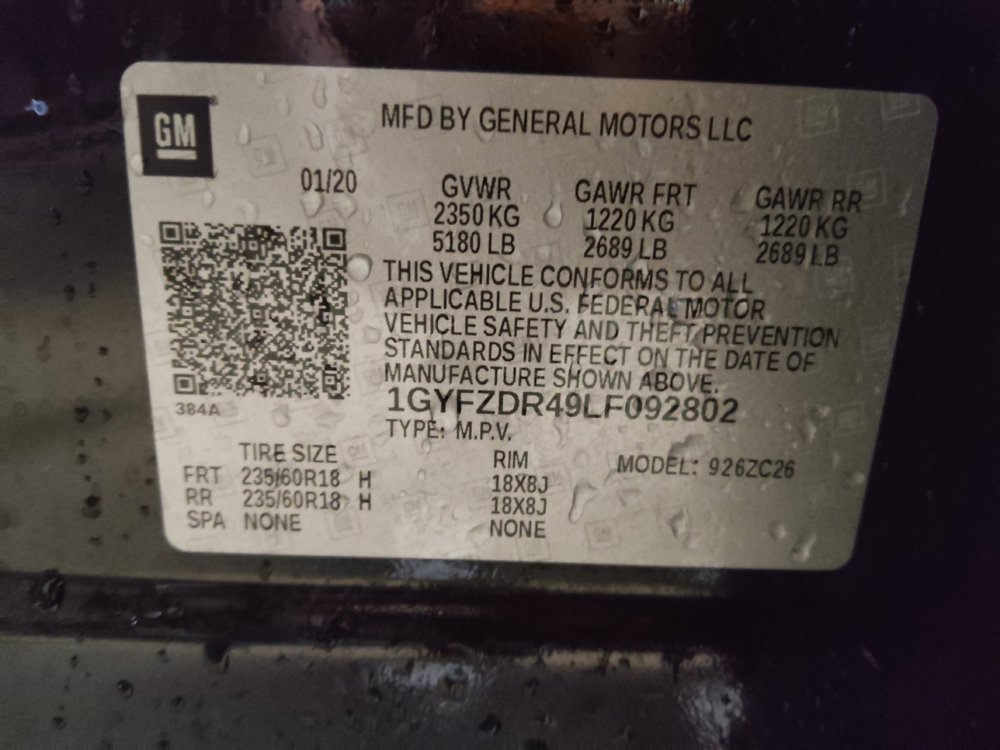 GM
MFD BY GENERAL MOTORS LLC
01/20
GVWR GAWR FRT GAWR RR
2350 KG 1220 KG 1220 KG
5180 LB 2689 LB 2689 LB
THIS VEHICLE CONFORMS TO ALL
APPLICABLE U.S. FEDERAL MOTOR
VEHICLE SAFETY AND THEFT PREVENTION
STANDARDS IN EFFECT ON THE DATE OF
MANUFACTURE SHOWN ABOVE.
384A
1GYFZDR49LF092802
TYPE: M.P.V.
TIRE SIZE RIM MODEL: 926ZC26
FRT 235/60R18 H 18X8J
RR 235/60R18 H 18X8J
SPA NONE NONE